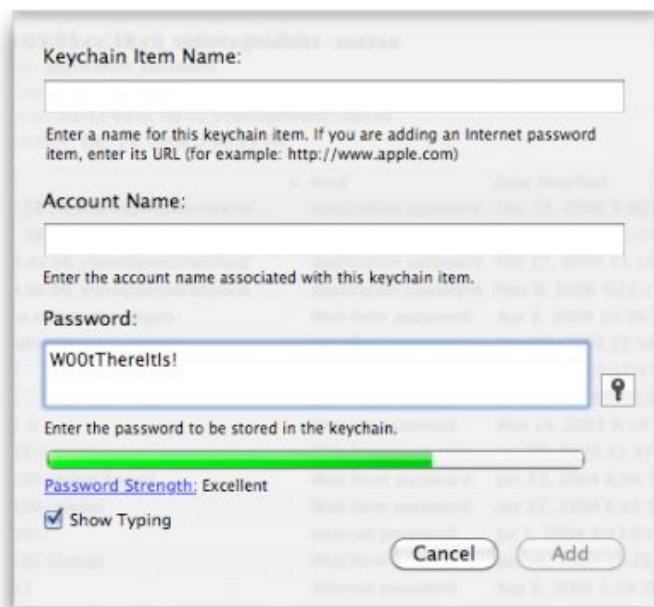 Keychain Item Name:
Enter a name for this keychain item. If you are adding an Internet password
item, enter its URL (for example: http://www.apple.com)
Account Name:
Enter the account name associated with this keychain item.
Password:
W00tThereItIs!
Enter the password to be stored in the keychain.
Password Strength: Excellent
Show Typing
Cancel
Add